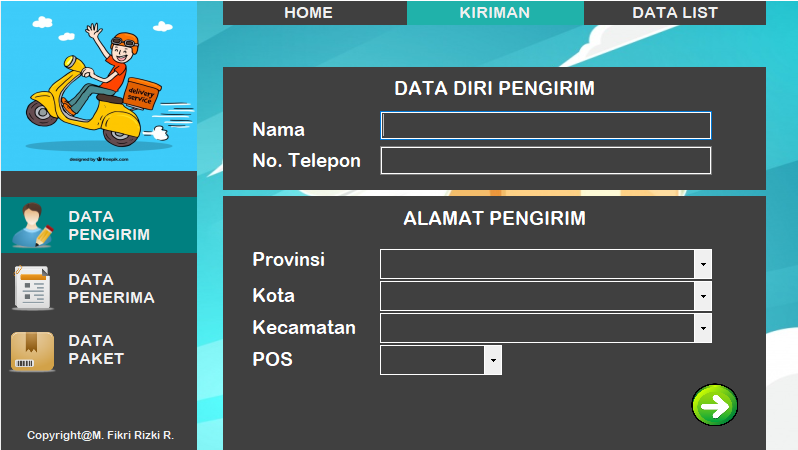 HOME
KIRIMAN
DATA LIST
delivery
service
designed by freepik.com
DATA DIRI PENGIRIM
Nama
No. Telepon
DATA
PENGIRIM
DATA
PENERIMA
DATA
PAKET
ALAMAT PENGIRIM
Provinsi
Kota
Kecamatan
POS
Copyright@M. Fikri Rizki R.